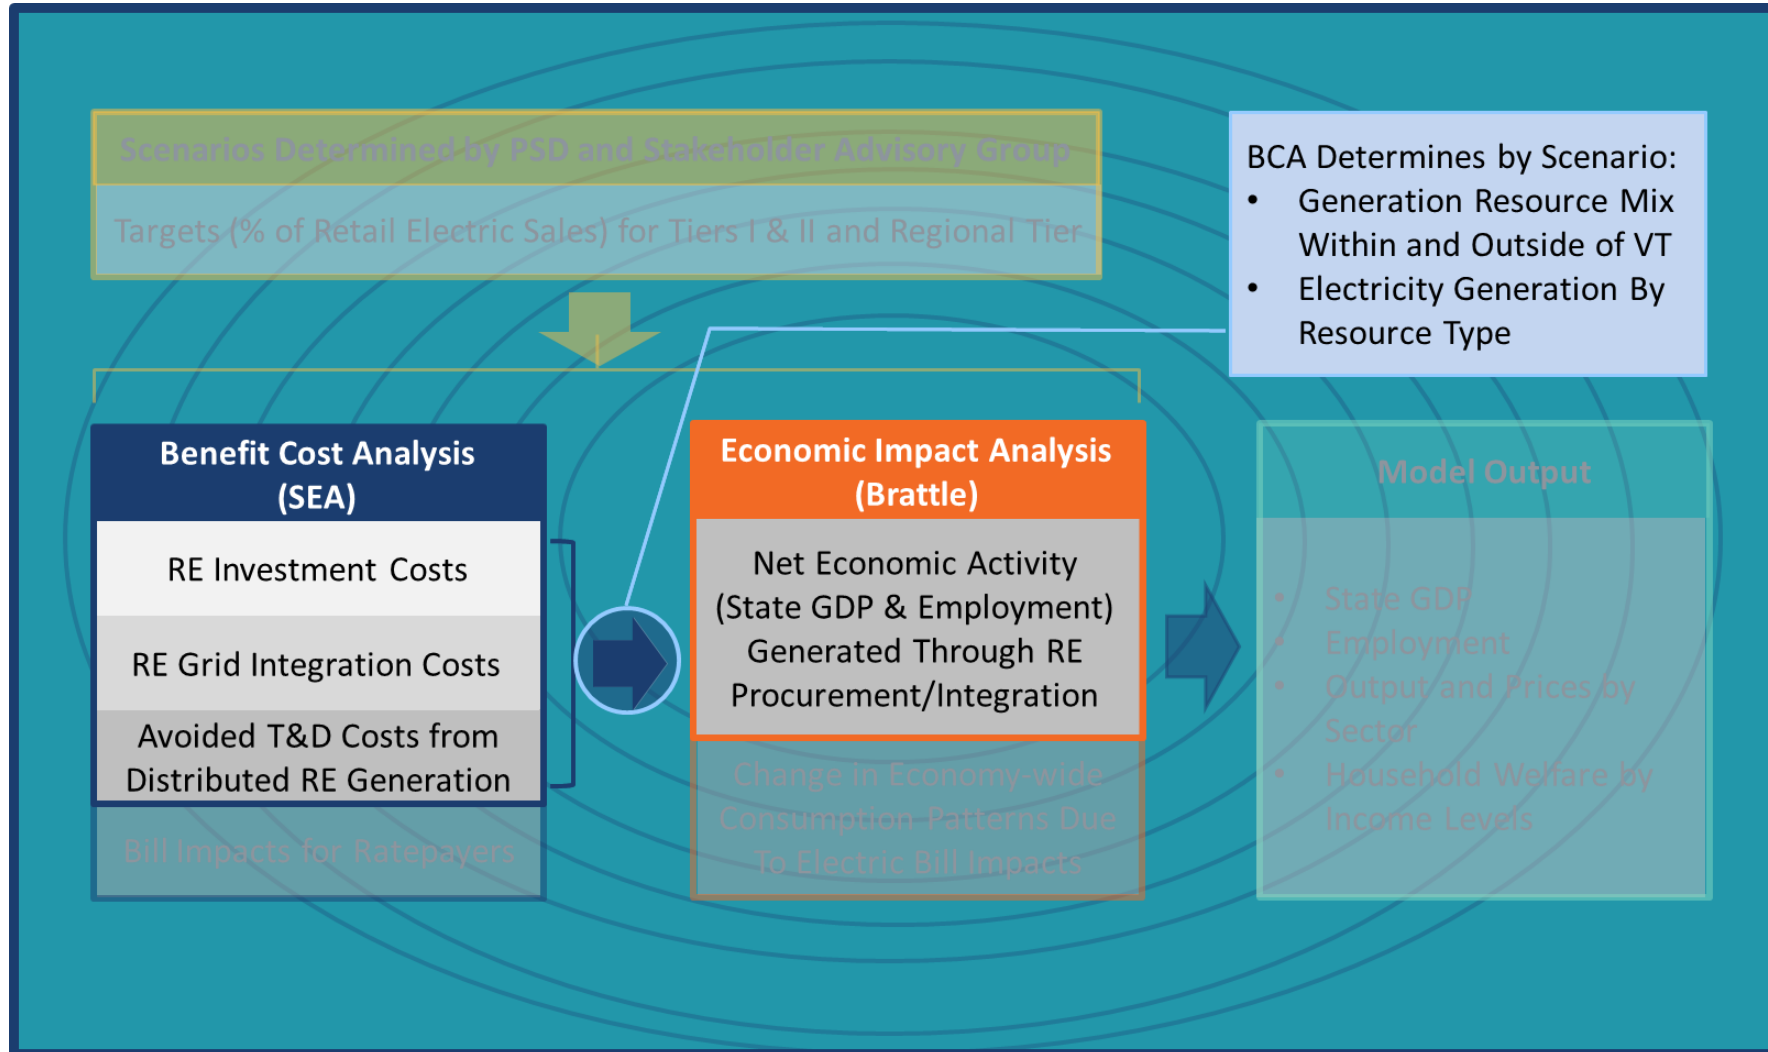 Scenarios Determined by PSD and Stakeholder Advisory Group
Targets (% of Retail Electric Sales) for Tiers I & II and Regional Tier
BCA Determines by Scenario:
• Generation Resource Mix
Within and Outside of VT
• Electricity Generation By
Resource Type
Benefit Cost Analysis
(SEA)
RE Investment Costs
RE Grid Integration Costs
Avoided T&D Costs from
Distributed RE Generation
Bill Impacts for Ratepayers
Economic Impact Analysis
(Brattle)
Net Economic Activity
(State GDP & Employment)
Generated Through RE
Procurement/Integration
Change in Economy-wide
Consumption Patterns Due
To Electric Bill Impacts
Model Output
• State GDP
• Employment
• Output and Prices by
Sector
• Household Welfare by
Income Levels